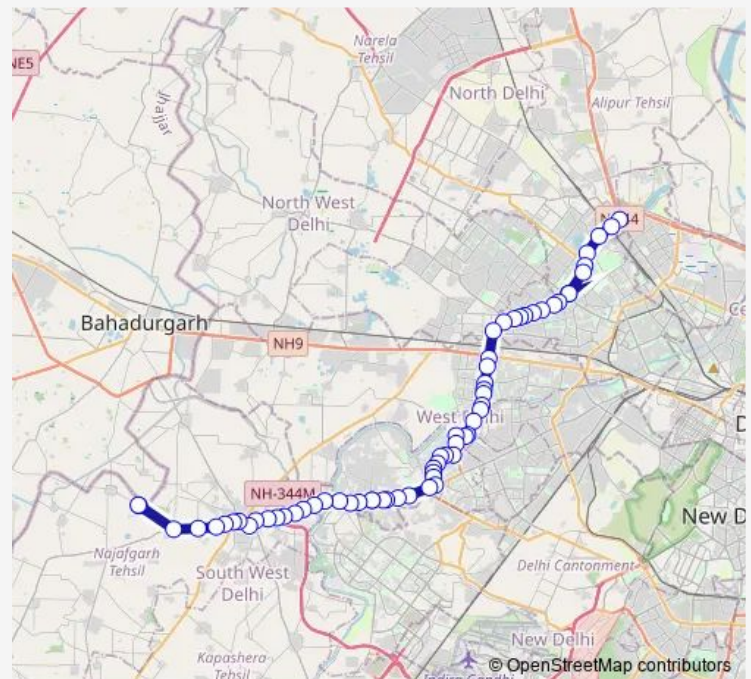 NE5
Narela
Tehsil
Jhajjar
North Delhi
Alipur Tehsil
North West
Delhi
Bahadurgarh
NH9
West
NH-344M
Najafgarh
Tehsil
South West
Delhi
New D
Delhi Cantonment
New
Delhi
Kapashera
Tehsil
© OpenStreetMap contributors